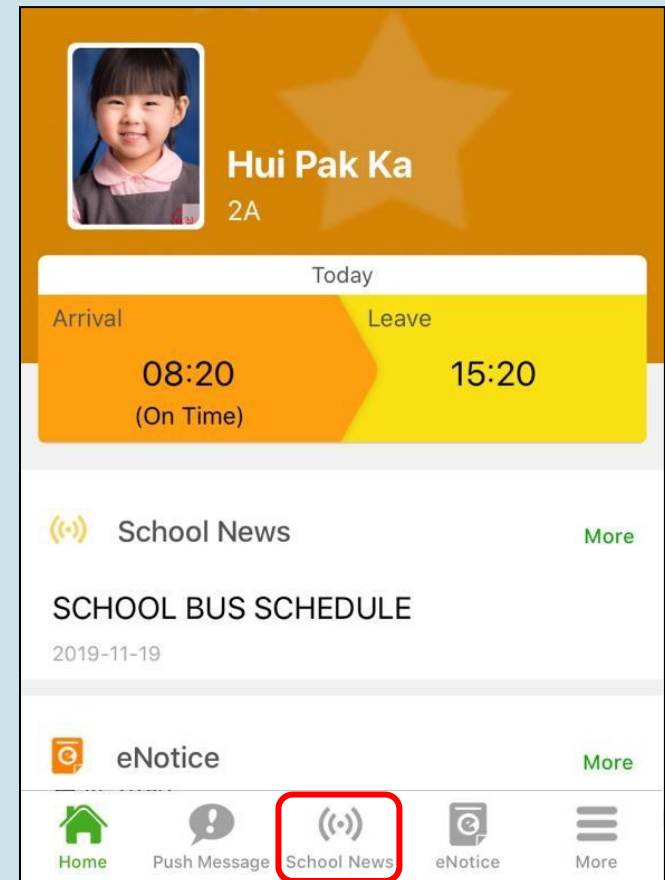 Hui Pak Ka
2A
Today
Arrival
Leave
08:20
15:20
(On Time)
School News
More
SCHOOL BUS SCHEDULE
2019-11-19
eNotice
More
Home
Push Message
School News
eNotice
More